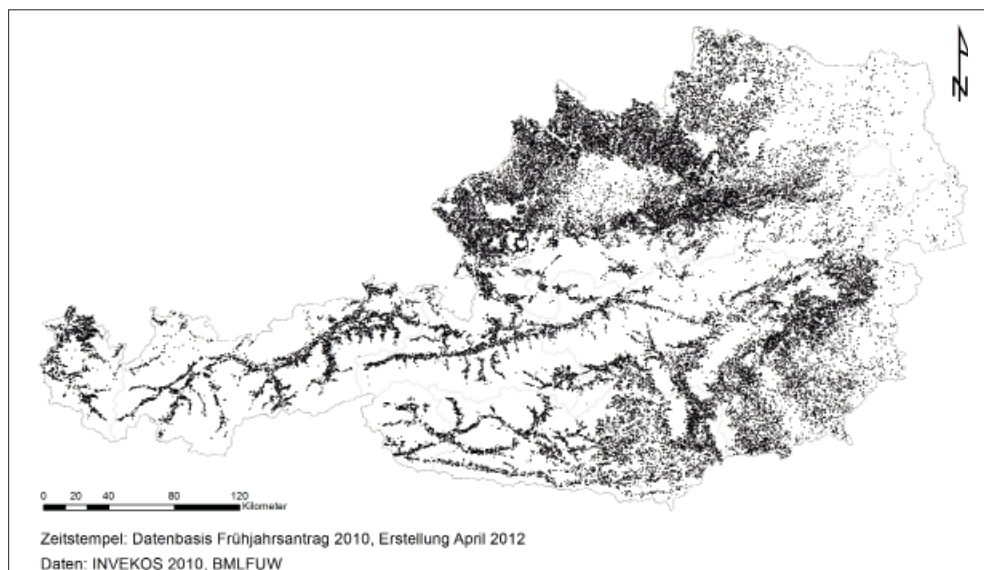 N
0 20 40 80 120
Kilometer
Zeitstempel: Datenbasis Frühjahrsantrag 2010, Erstellung April 2012
Daten: INVEKOS 2010, BMLFUW